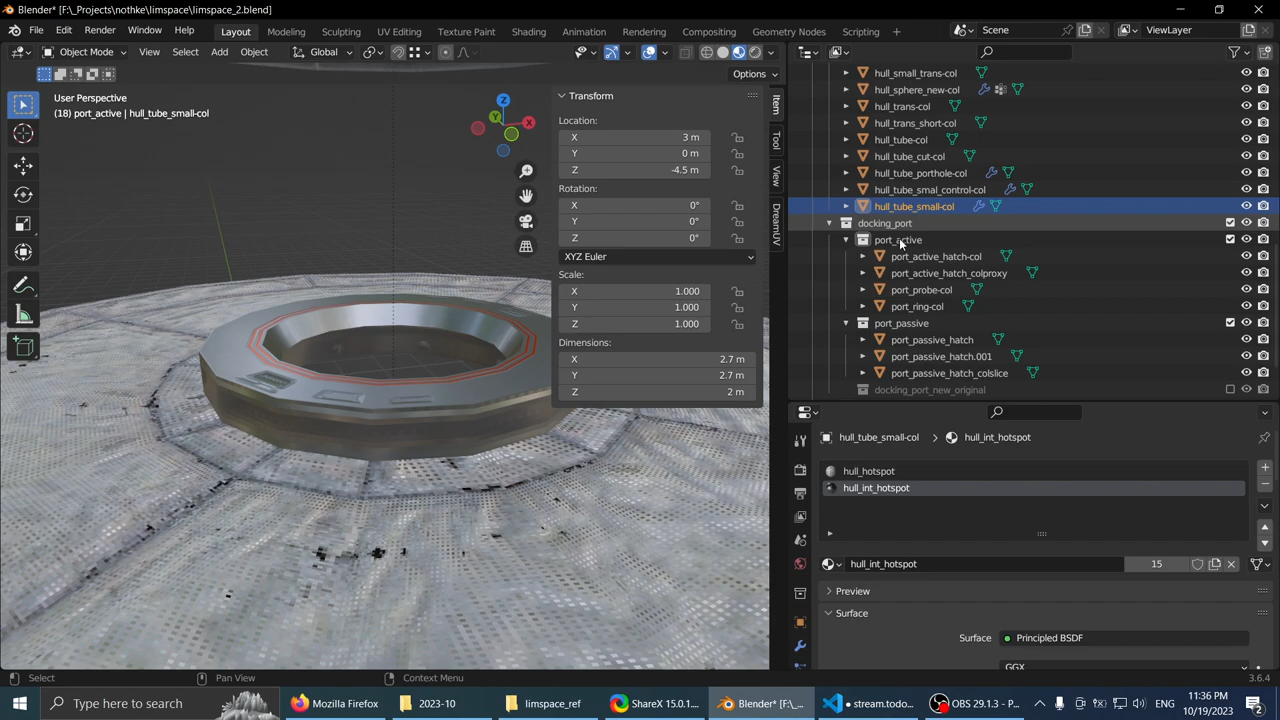 Blender* [F:\_Projects\nothke\limspace\limspace_2.blend]
File Edit Render Window Help Layout Modeling Sculpting UV Editing Texture Paint Shading Animation Rendering Compositing Geometry Nodes Scripting Scene ViewLayer
Object Mode View Select Add Object Global
Options
User Perspective
(18) port_active | hull_tube_small-col
Z
Y
X
Item
Tool
View
DreamUV
Transform
Location:
X 3 m
Y 0 m
Z -4.5 m
Rotation:
X 0°
Y 0°
Z 0°
XYZ Euler
Scale:
X 1.000
Y 1.000
Z 1.000
Dimensions:
X 2.7 m
Y 2.7 m
Z 2 m
hull_small_trans-col
hull_sphere_new-col
hull_trans-col
hull_trans_short-col
hull_tube-col
hull_tube_cut-col
hull_tube_porthole-col
hull_tube_smal_control-col
hull_tube_small-col
docking_port
port_active
port_active_hatch-col
port_active_hatch_colproxy
port_probe-col
port_ring-col
port_passive
port_passive_hatch
port_passive_hatch.001
port_passive_hatch_colslice
docking_port_new_original
hull_tube_small-col hull_int_hotspot
hull_hotspot
hull_int_hotspot
hull_int_hotspot 15
Preview
Surface
Surface Principled BSDF
GGX
Select Pan View Context Menu 3.6.4
Type here to search Mozilla Firefox 2023-10 limspace_ref ShareX 15.0.1... Blender* [F:\_... stream.todo... OBS 29.1.3 - P... ENG
11:36 PM
10/19/2023